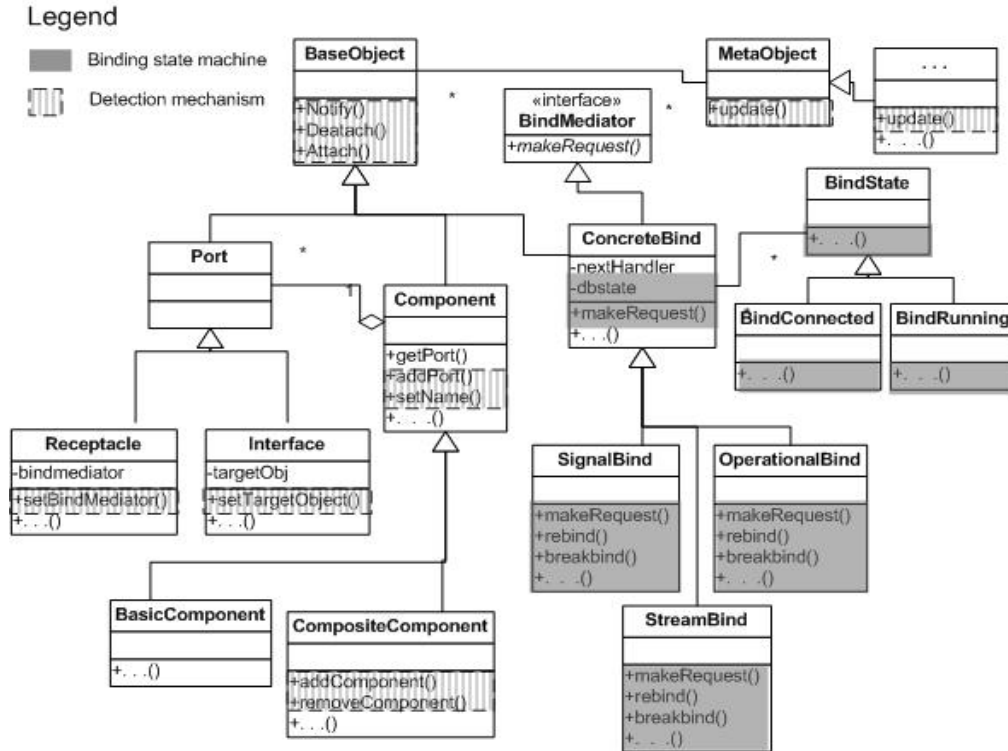 Legend
Binding state machine
Detection mechanism
BaseObject
+Notify()
+Deatach()
+Attach()
*
«interface»
BindMediator
+makeRequest()
*
MetaObject
+update()
...
+update()
+. . .()
Port
*
1
Component
+getPort()
+addPort()
+setName()
+. . .()
ConcreteBind
-nextHandler
-dbstate
+makeRequest()
+. . .()
*
BindState
+. . .()
*
BindConnected
+. . .()
BindRunning
+. . .()
Receptacle
-bindmediator
+setBindMediator()
+. . .()
Interface
-targetObj
+setTargetObject()
+. . .()
SignalBind
+makeRequest()
+rebind()
+breakbind()
+. . .()
OperationalBind
+makeRequest()
+rebind()
+breakbind()
+. . .()
BasicComponent
+. . .()
CompositeComponent
+addComponent()
+removeComponent()
+. . .()
StreamBind
+makeRequest()
+rebind()
+breakbind()
+. . .()